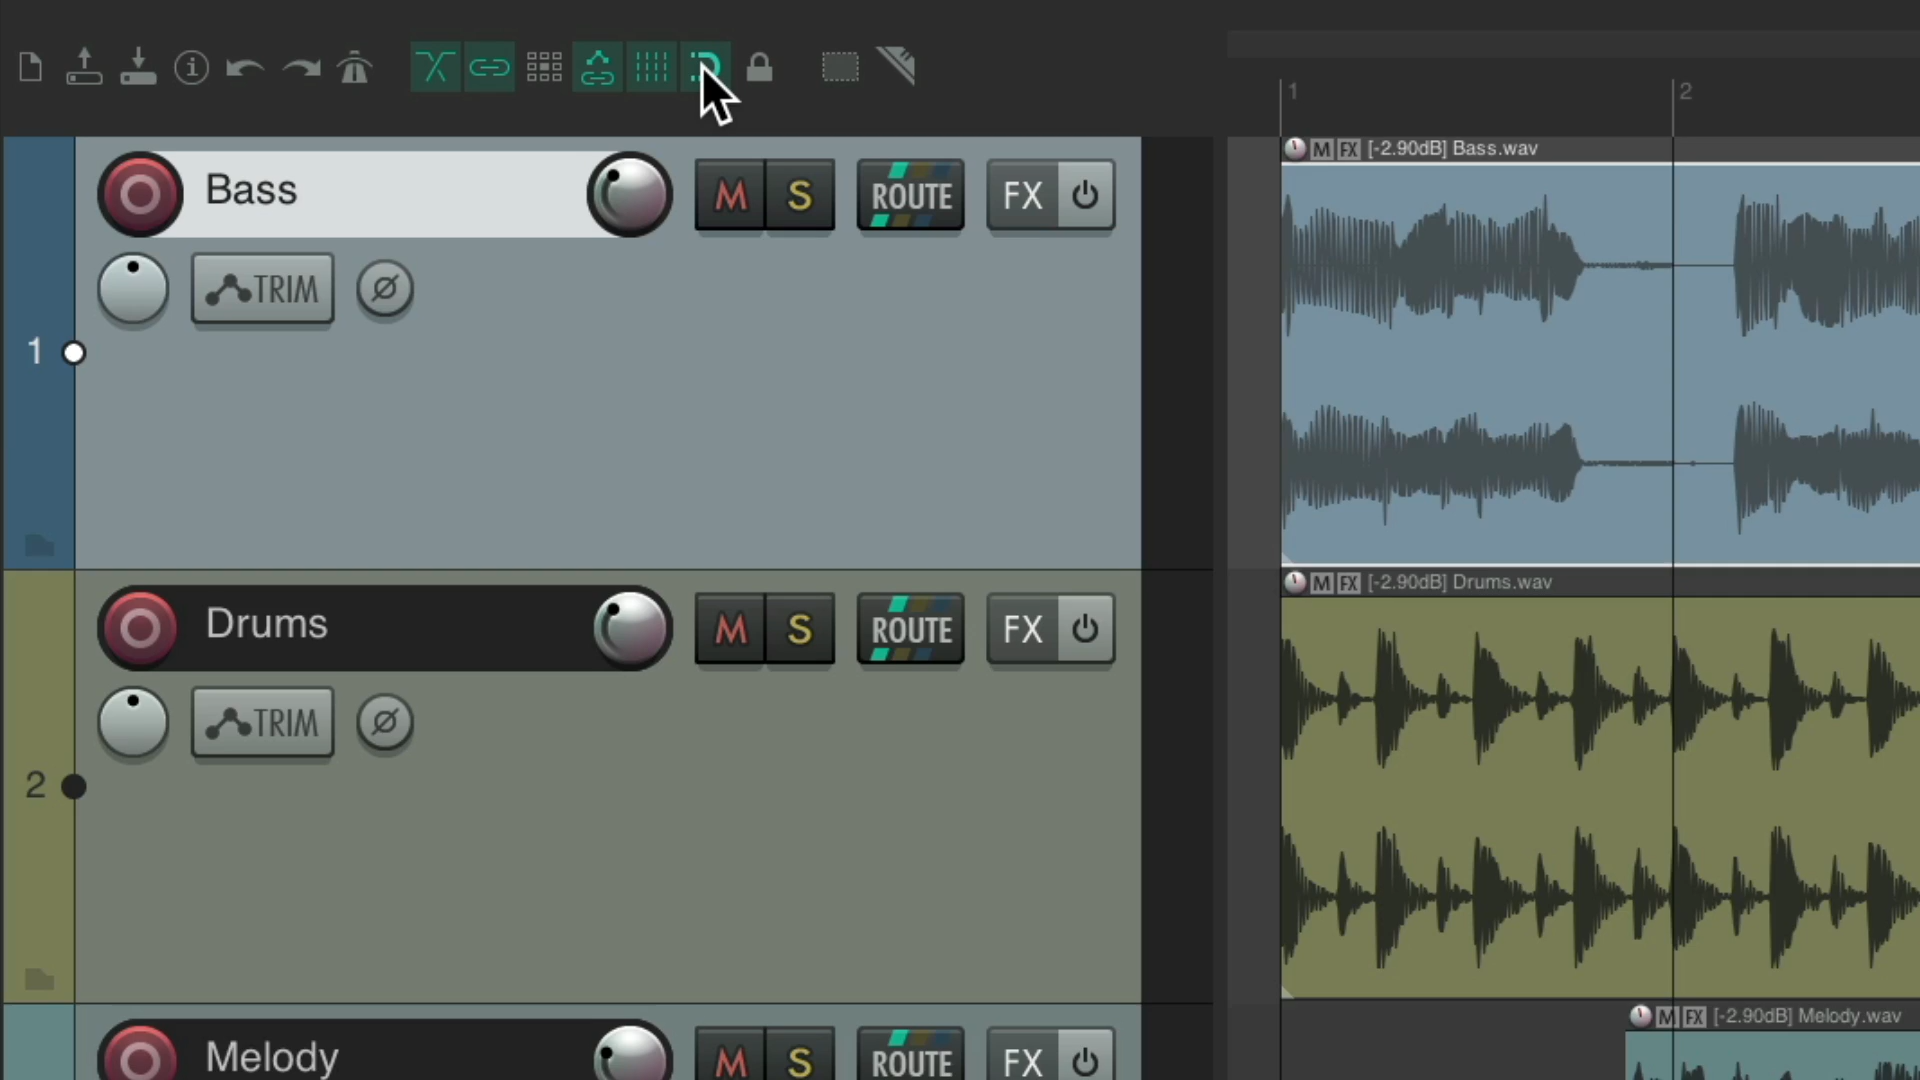 1 2
M FX [-2.90dB] Bass.wav
Bass M S ROUTE FX
TRIM
1
M FX [-2.90dB] Drums.wav
Drums M S ROUTE FX
TRIM
2
M FX [-2.90dB] Melody.wav
Melody M S ROUTE FX